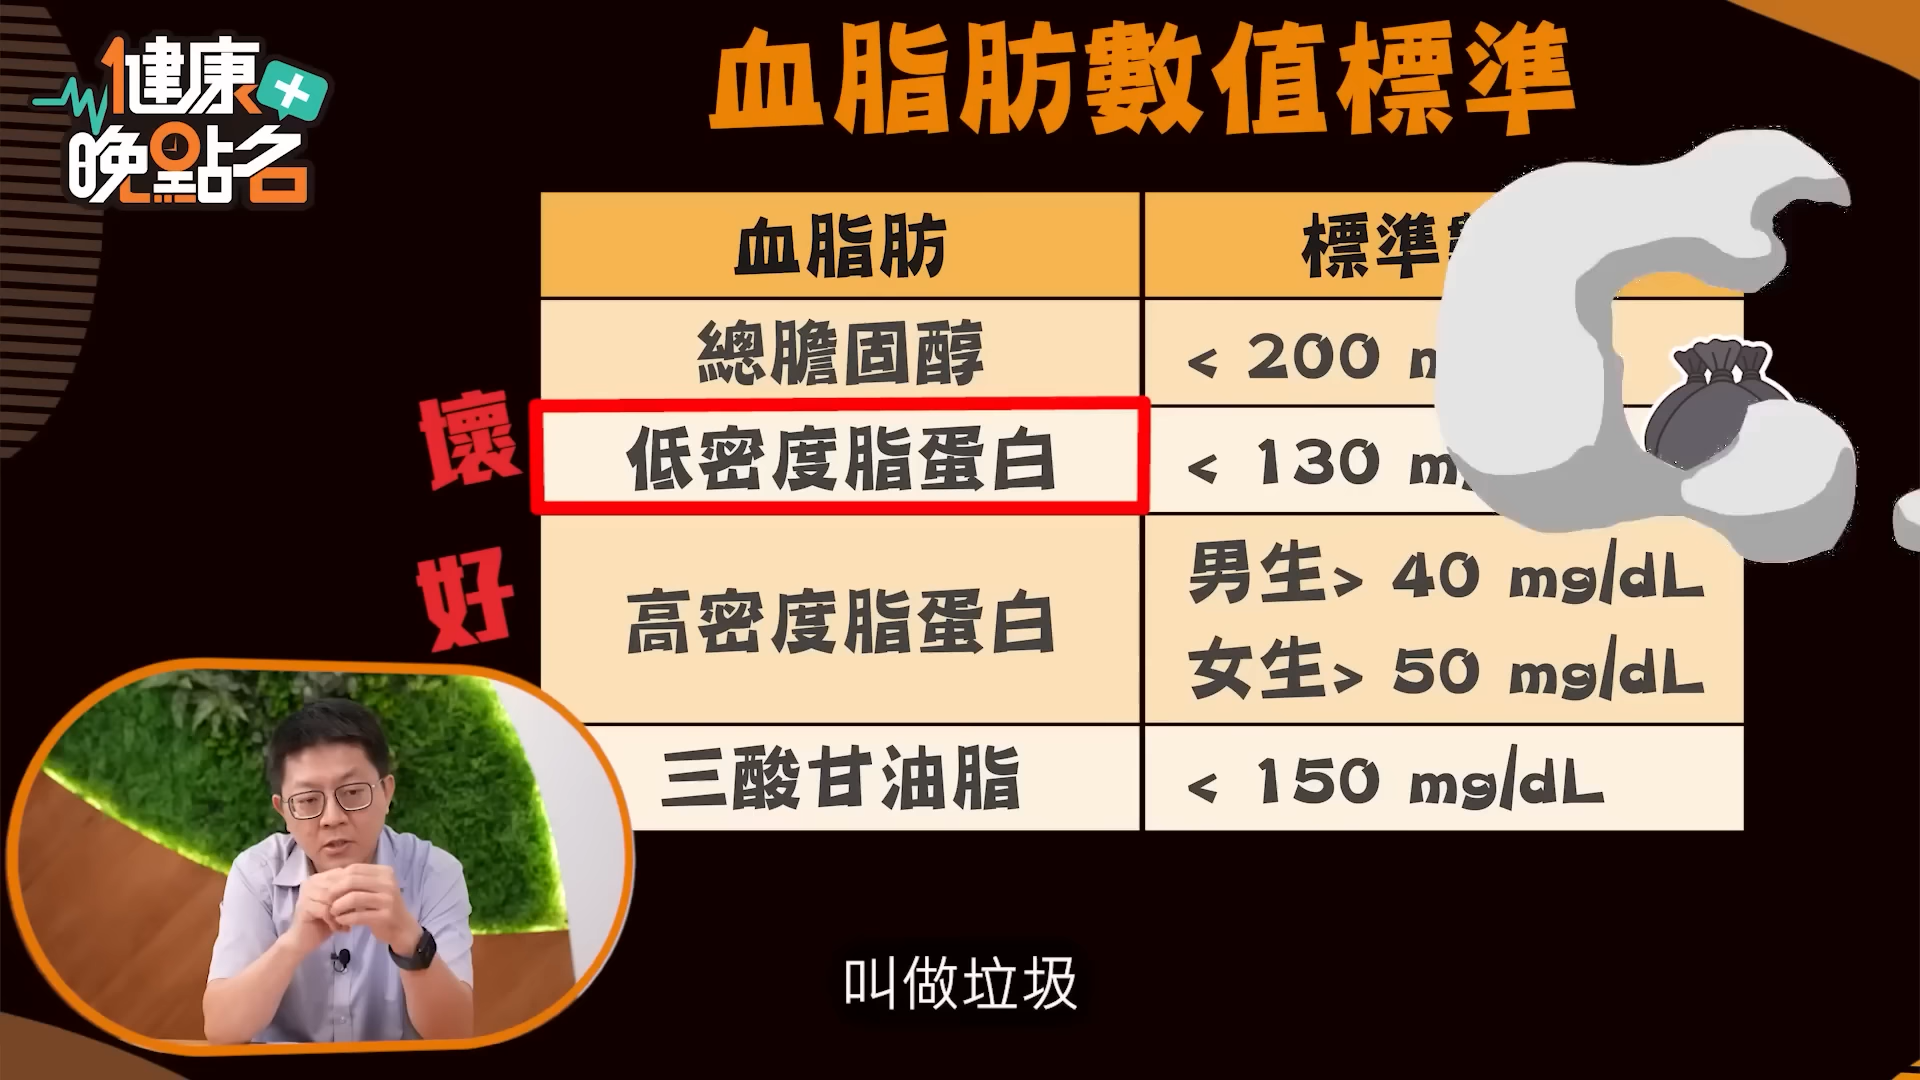 健康
晚點名
血脂肪數值標準
血脂肪
標準
總膽固醇
< 200
壞
低密度脂蛋白
< 130
好
高密度脂蛋白
男生> 40 mg/dL
女生> 50 mg/dL
三酸甘油脂
< 150 mg/dL
叫做垃圾